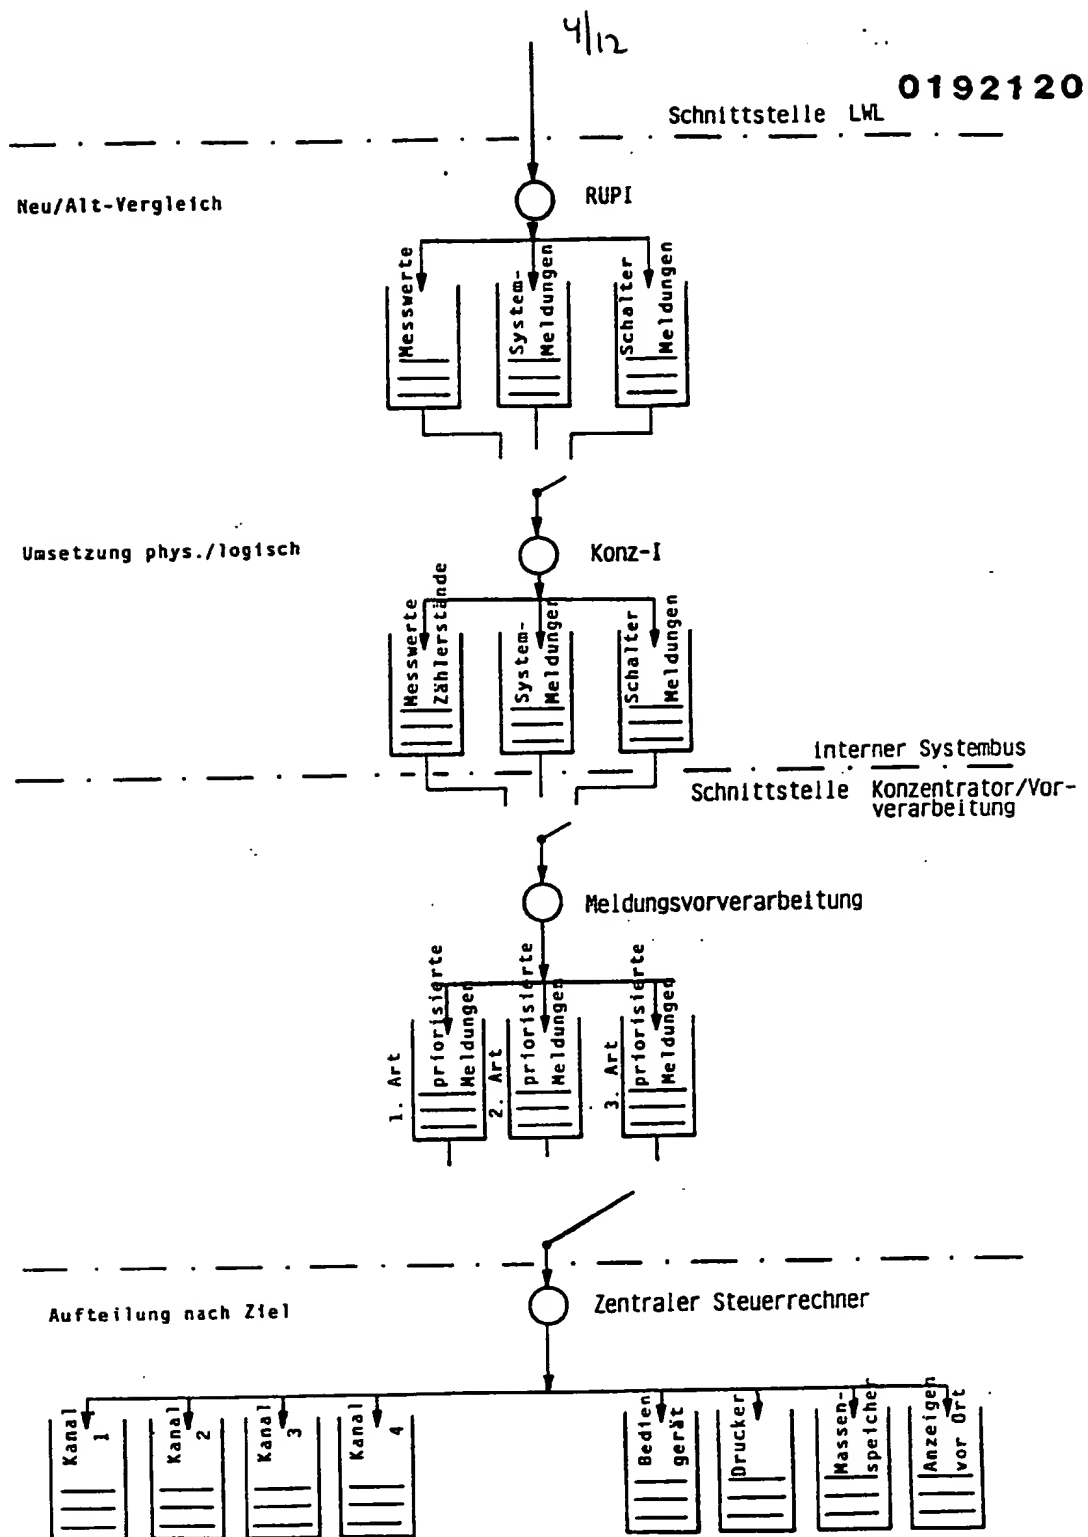 4/12
0192120
Schnittstelle LWL
Neu/Alt-Vergleich
RUPI
Messwerte
System-
Meldungen
Schalter
Meldungen
Umsetzung phys./logisch
Konz-I
Messwerte
Zählerstände
System-
Meldungen
Schalter
Meldungen
interner Systembus
Schnittstelle Konzentrator/Vor-
verarbeitung
Meldungsvorverarbeitung
1. Art
priorisierte
Meldungen
2. Art
priorisierte
Meldungen
3. Art
priorisierte
Meldungen
Aufteilung nach Ziel
Zentraler Steuerrechner
Kanal
1
Kanal
2
Kanal
3
Kanal
4
Bedien
gerät
Drucker
Massen-
speicher
Anzeigen
vor Ort